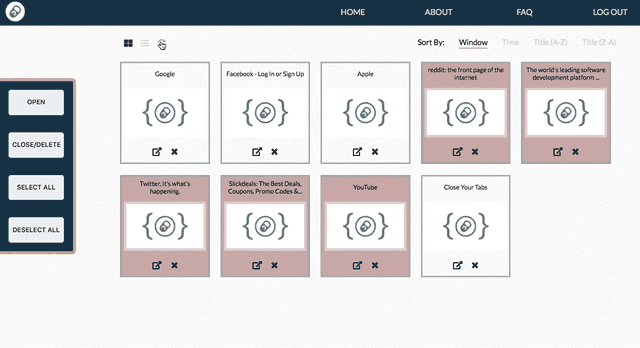 HOME ABOUT FAQ LOG OUT
Sort By: Window Time Title (A-Z) Title (Z-A)
OPEN
CLOSE/DELETE
SELECT ALL
DESELECT ALL
Google
Facebook - Log In or Sign Up
Apple
reddit: the front page of the
internet
The world's leading software
development platform ...
Twitter. It's what's
happening.
Slickdeals: The Best Deals,
Coupons, Promo Codes &...
YouTube
Close Your Tabs